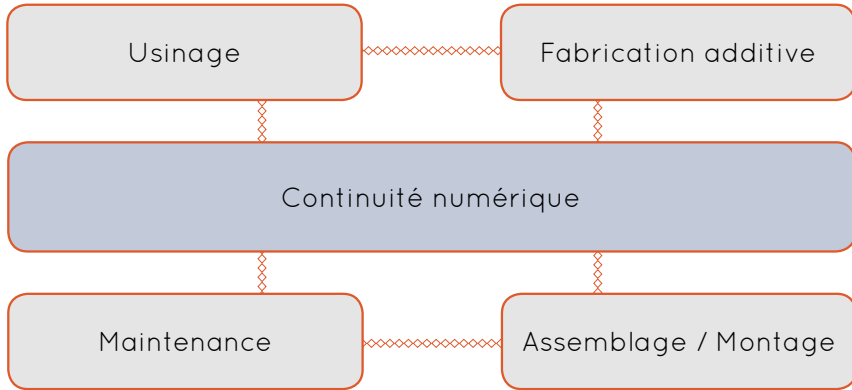 Usinage
Fabrication additive
Continuité numérique
Maintenance
Assemblage / Montage